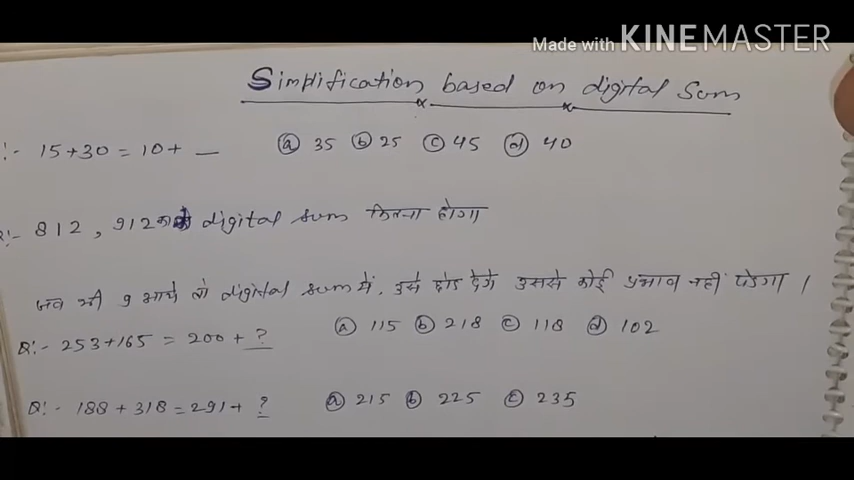 Made with KINEMASTER
Simplification based on digital Sum
:- 15+30 = 10+ __ (a) 35 (b) 25 (c) 45 (d) 40
Q:- 812, 912 का digital sum कितना होगा
जब भी 9 आये तो digital sum में, उसे छोड़ देगें उससे कोई प्रभाव नहीं पडेगा ।
Q:- 253+165 = 200 + ? (a) 115 (b) 218 (c) 118 (d) 102
Q:- 188 + 318 = 291 + ? (a) 215 (b) 225 (c) 235